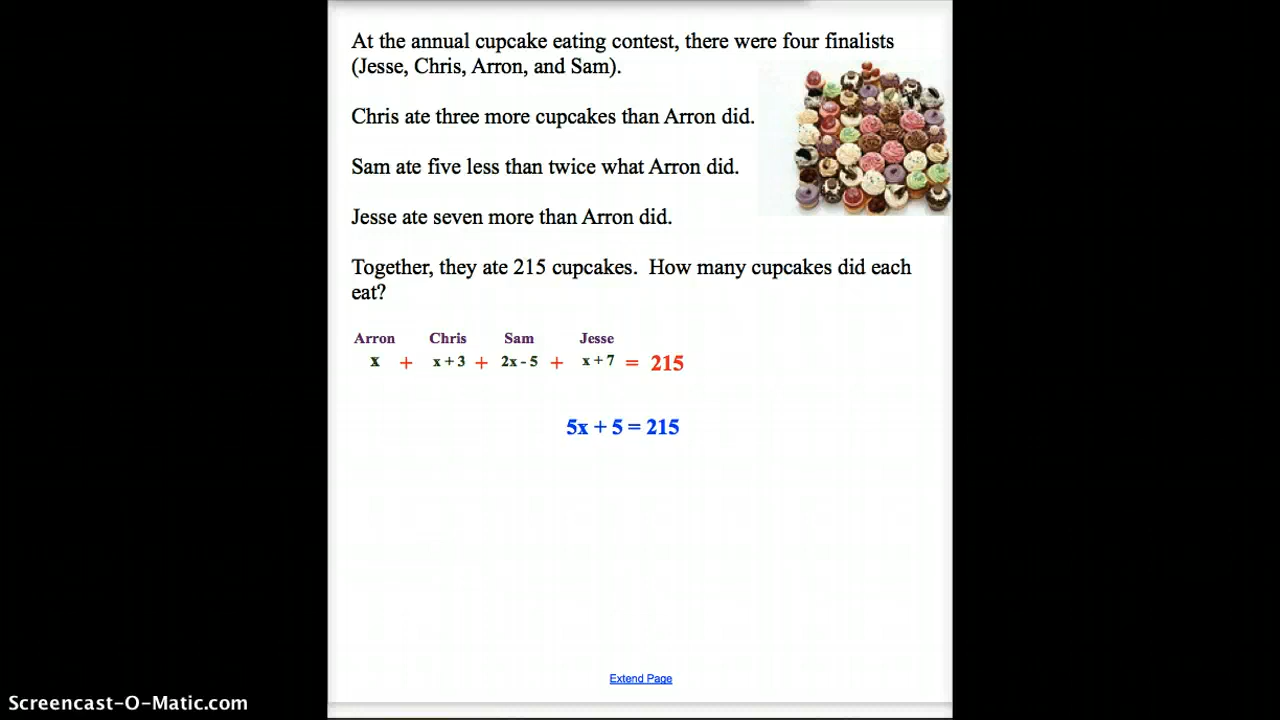 At the annual cupcake eating contest, there were four finalists
(Jesse, Chris, Arron, and Sam).
Chris ate three more cupcakes than Arron did.
Sam ate five less than twice what Arron did.
Jesse ate seven more than Arron did.
Together, they ate 215 cupcakes.  How many cupcakes did each
eat?
Arron Chris Sam Jesse
x + x + 3 + 2x - 5 + x + 7 = 215
5x + 5 = 215
Extend Page
Screencast-O-Matic.com